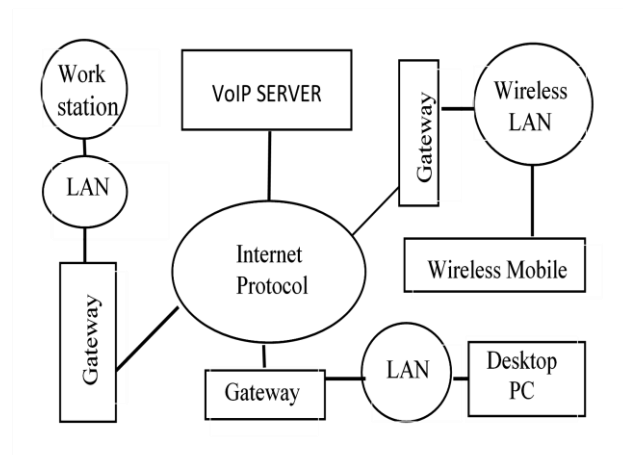 Work
station
VoIP SERVER
Gateway
Wireless
LAN
LAN
Internet
Protocol
Wireless Mobile
Gateway
Gateway
LAN
Desktop
PC